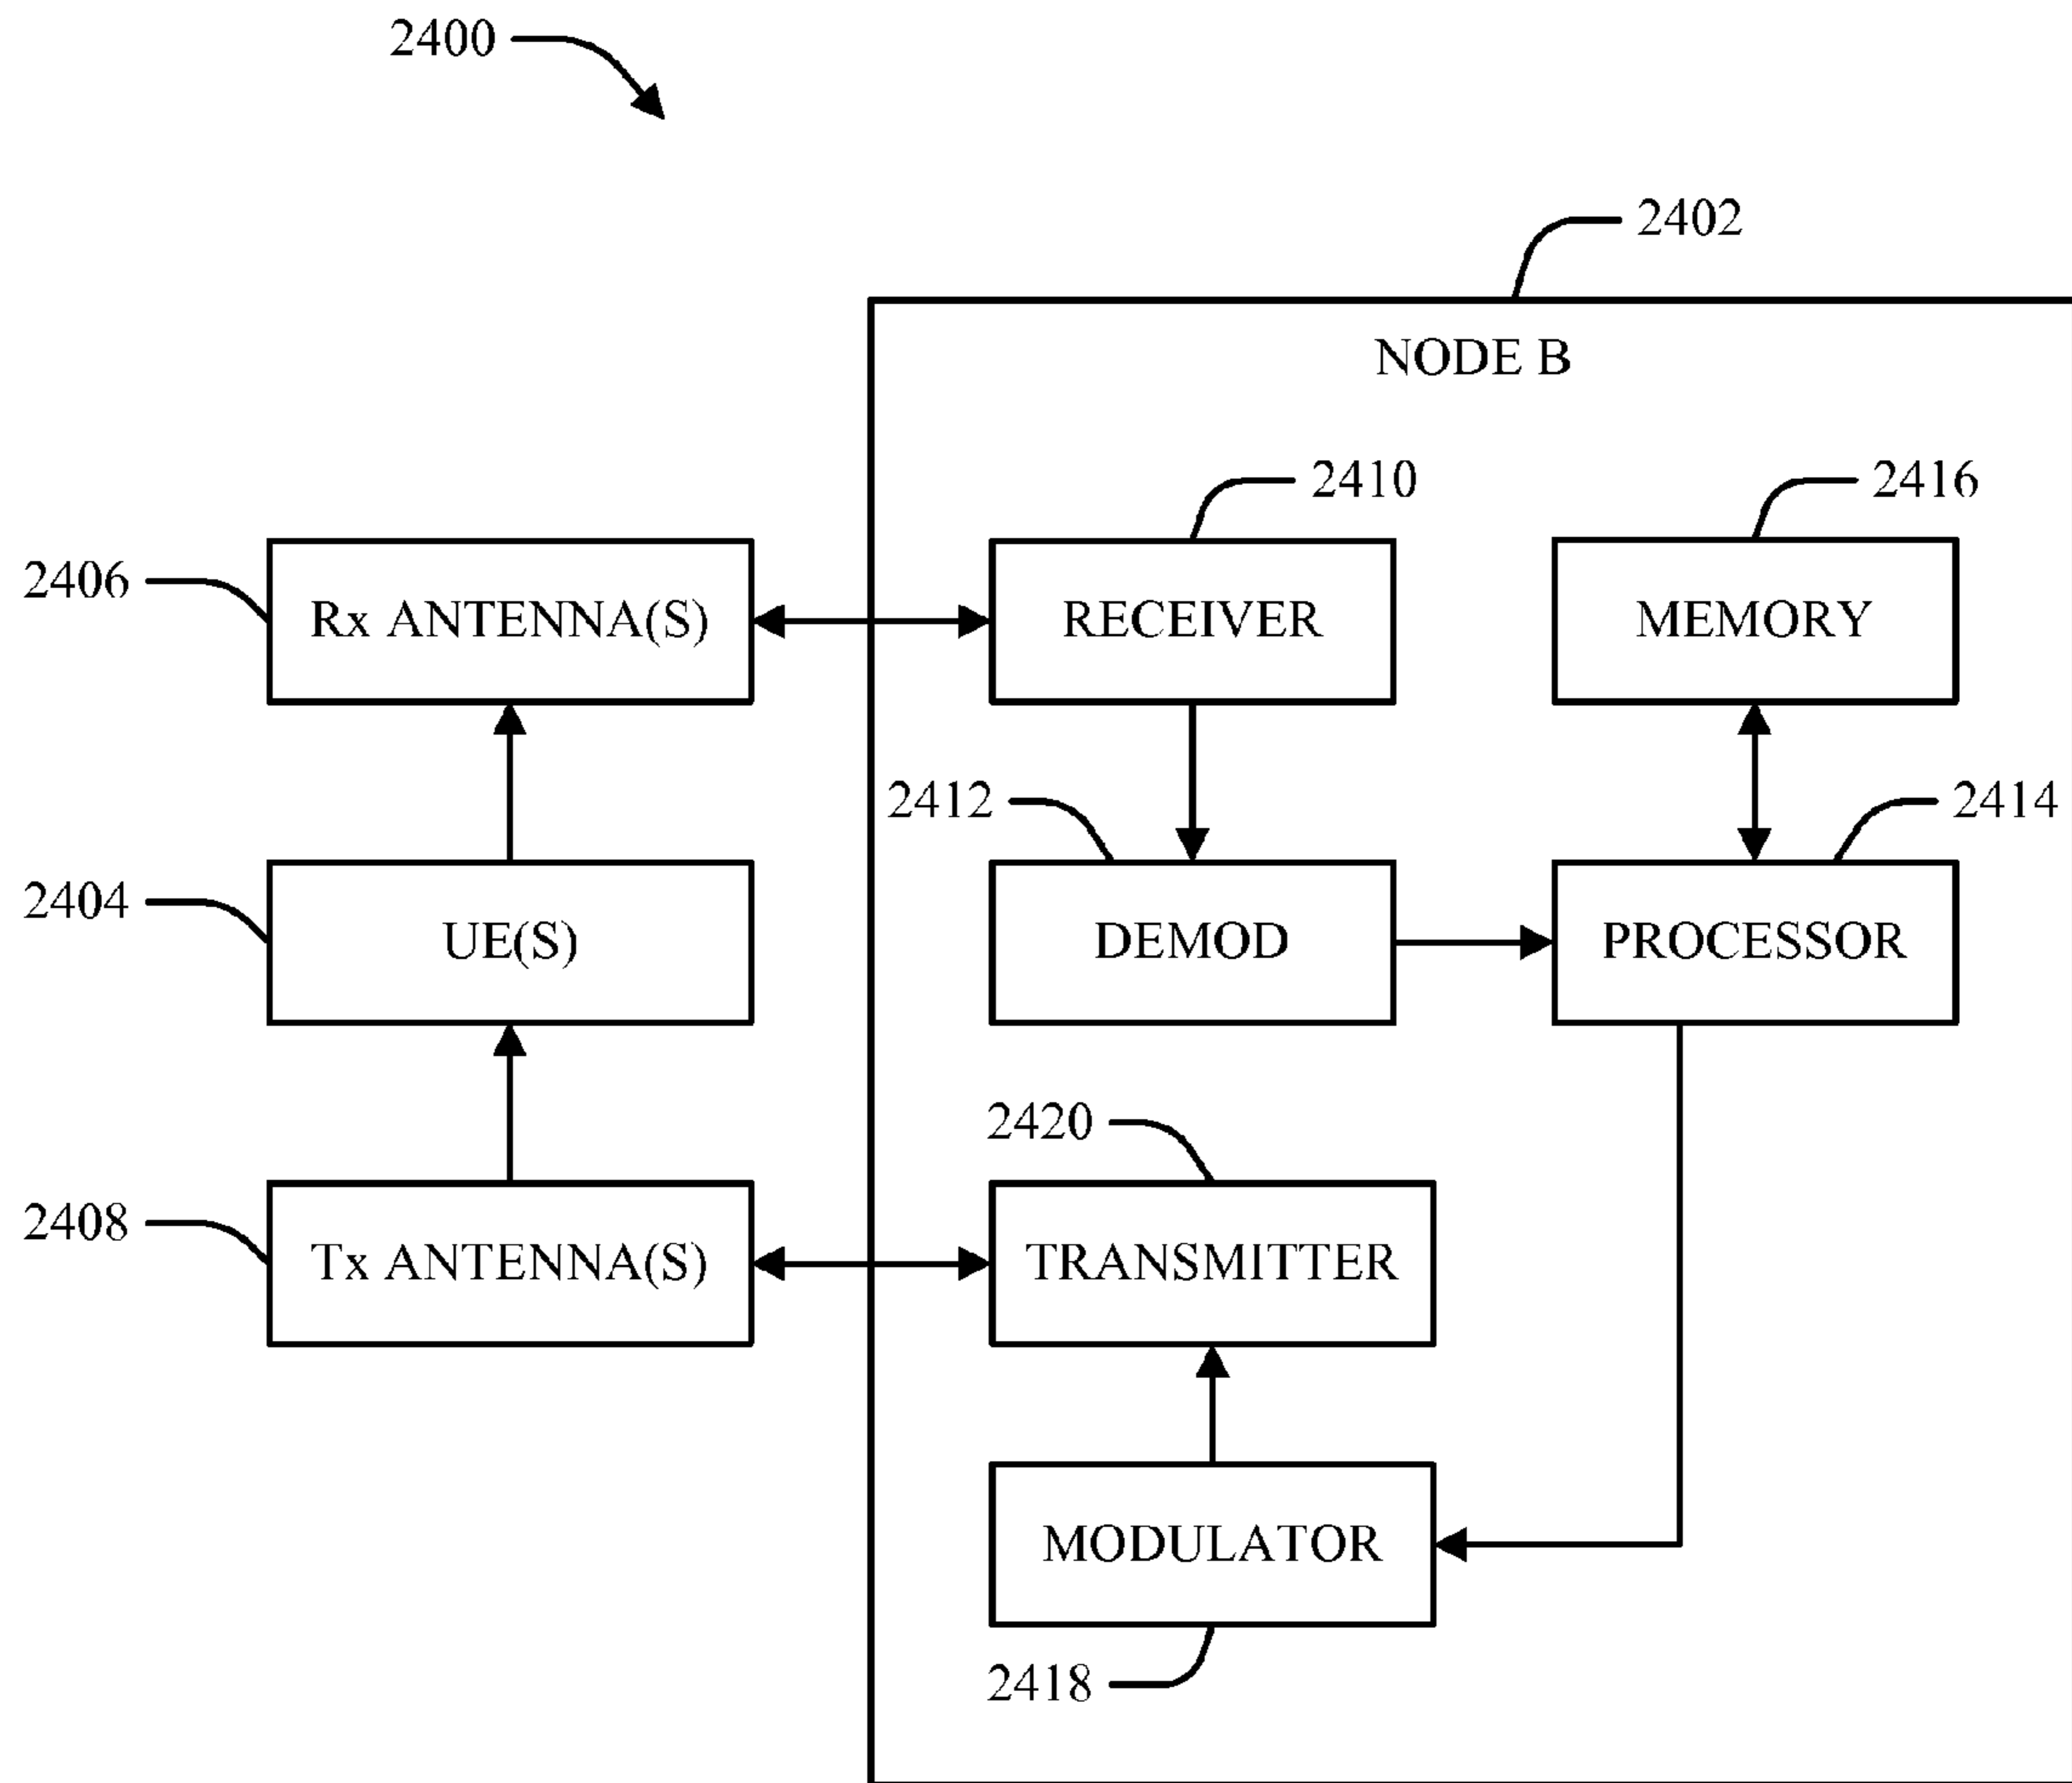 2400
2402
NODE B
2410
2416
2406
Rx ANTENNA(S)
RECEIVER
MEMORY
2412
2414
2404
UE(S)
DEMOD
PROCESSOR
2420
2408
Tx ANTENNA(S)
TRANSMITTER
MODULATOR
2418